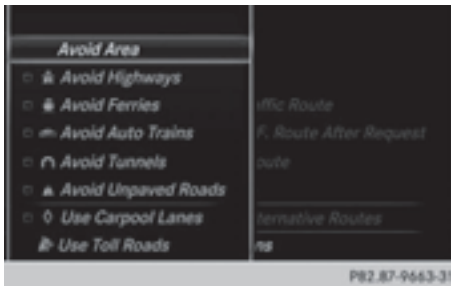 Avoid Area
Avoid Highways
Avoid Ferries
ffic Route
Avoid Auto Trains
F. Route After Request
Avoid Tunnels
oute
Avoid Unpaved Roads
Use Carpool Lanes
ternative Routes
Use Toll Roads
ns
P82.87-9663-31